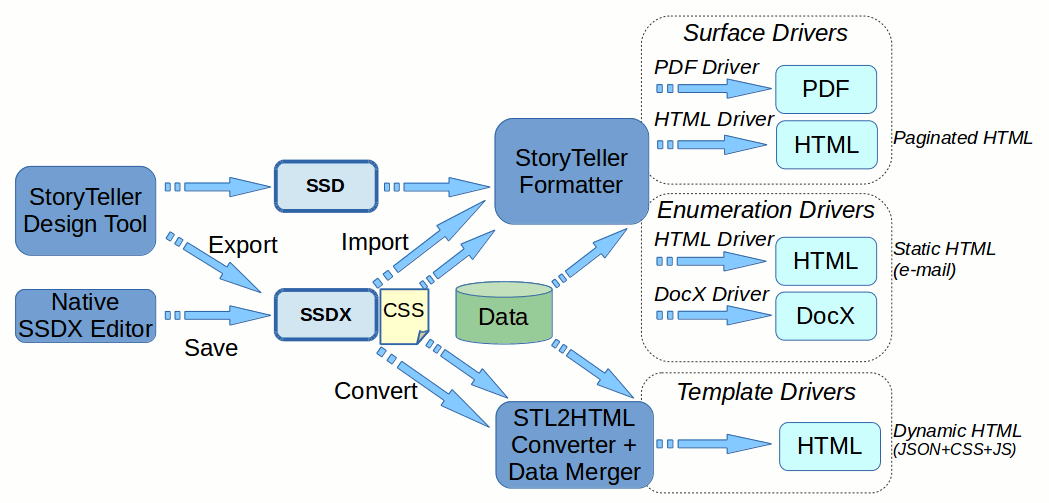 Surface Drivers
PDF Driver
PDF
HTML Driver
HTML
Paginated HTML
StoryTeller
Formatter
StoryTeller
Design Tool
SSD
Export
Import
Enumeration Drivers
HTML Driver
HTML
Static HTML
(e-mail)
DocX Driver
DocX
Native
SSDX Editor
Save
SSDX
CSS
Data
Convert
Template Drivers
STL2HTML
Converter +
Data Merger
HTML
Dynamic HTML
(JSON+CSS+JS)